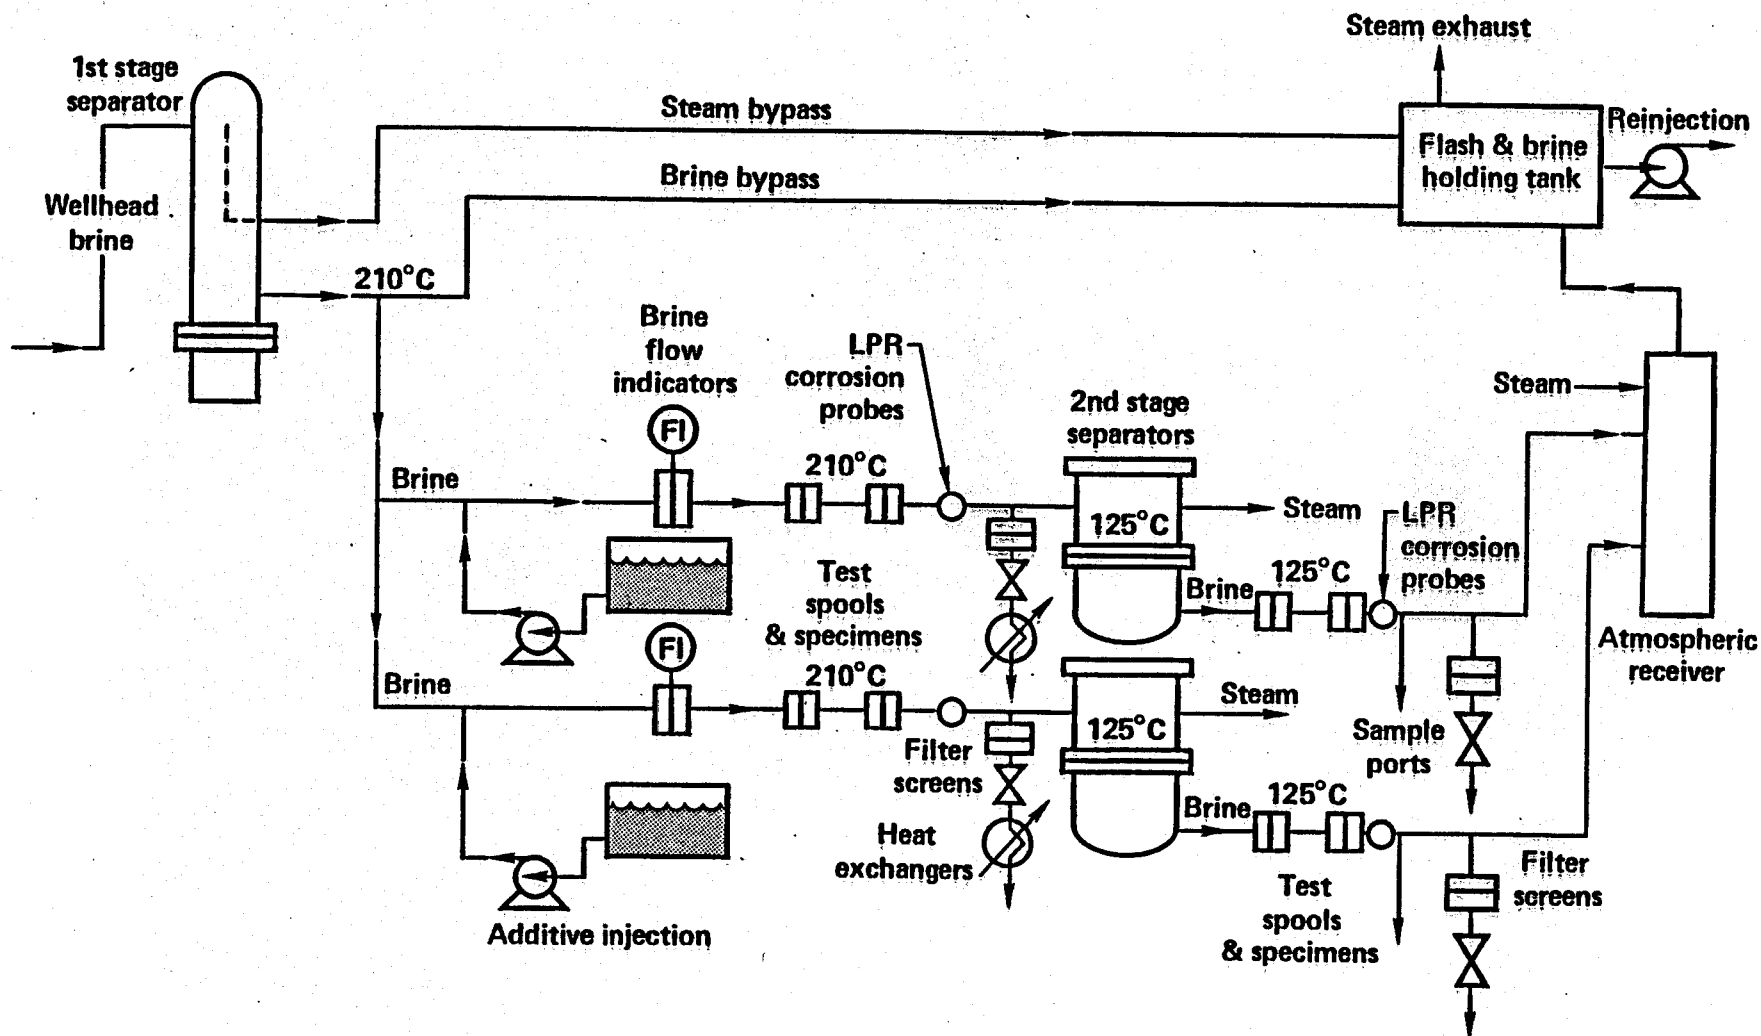 Steam exhaust
1st stage
separator
Steam bypass
Reinjection
Flash & brine
holding tank
Brine bypass
Wellhead
brine
210°C
Brine
flow
indicators
LPR
corrosion
probes
2nd stage
separators
Steam
FI
210°C
Brine
125°C
Steam
LPR
corrosion
probes
Test
spools
& specimens
Brine
125°C
FI
Atmospheric
receiver
Brine
210°C
Steam
125°C
Filter
screens
Sample
ports
Brine
125°C
Heat
exchangers
Filter
screens
Test
spools
& specimens
Additive injection